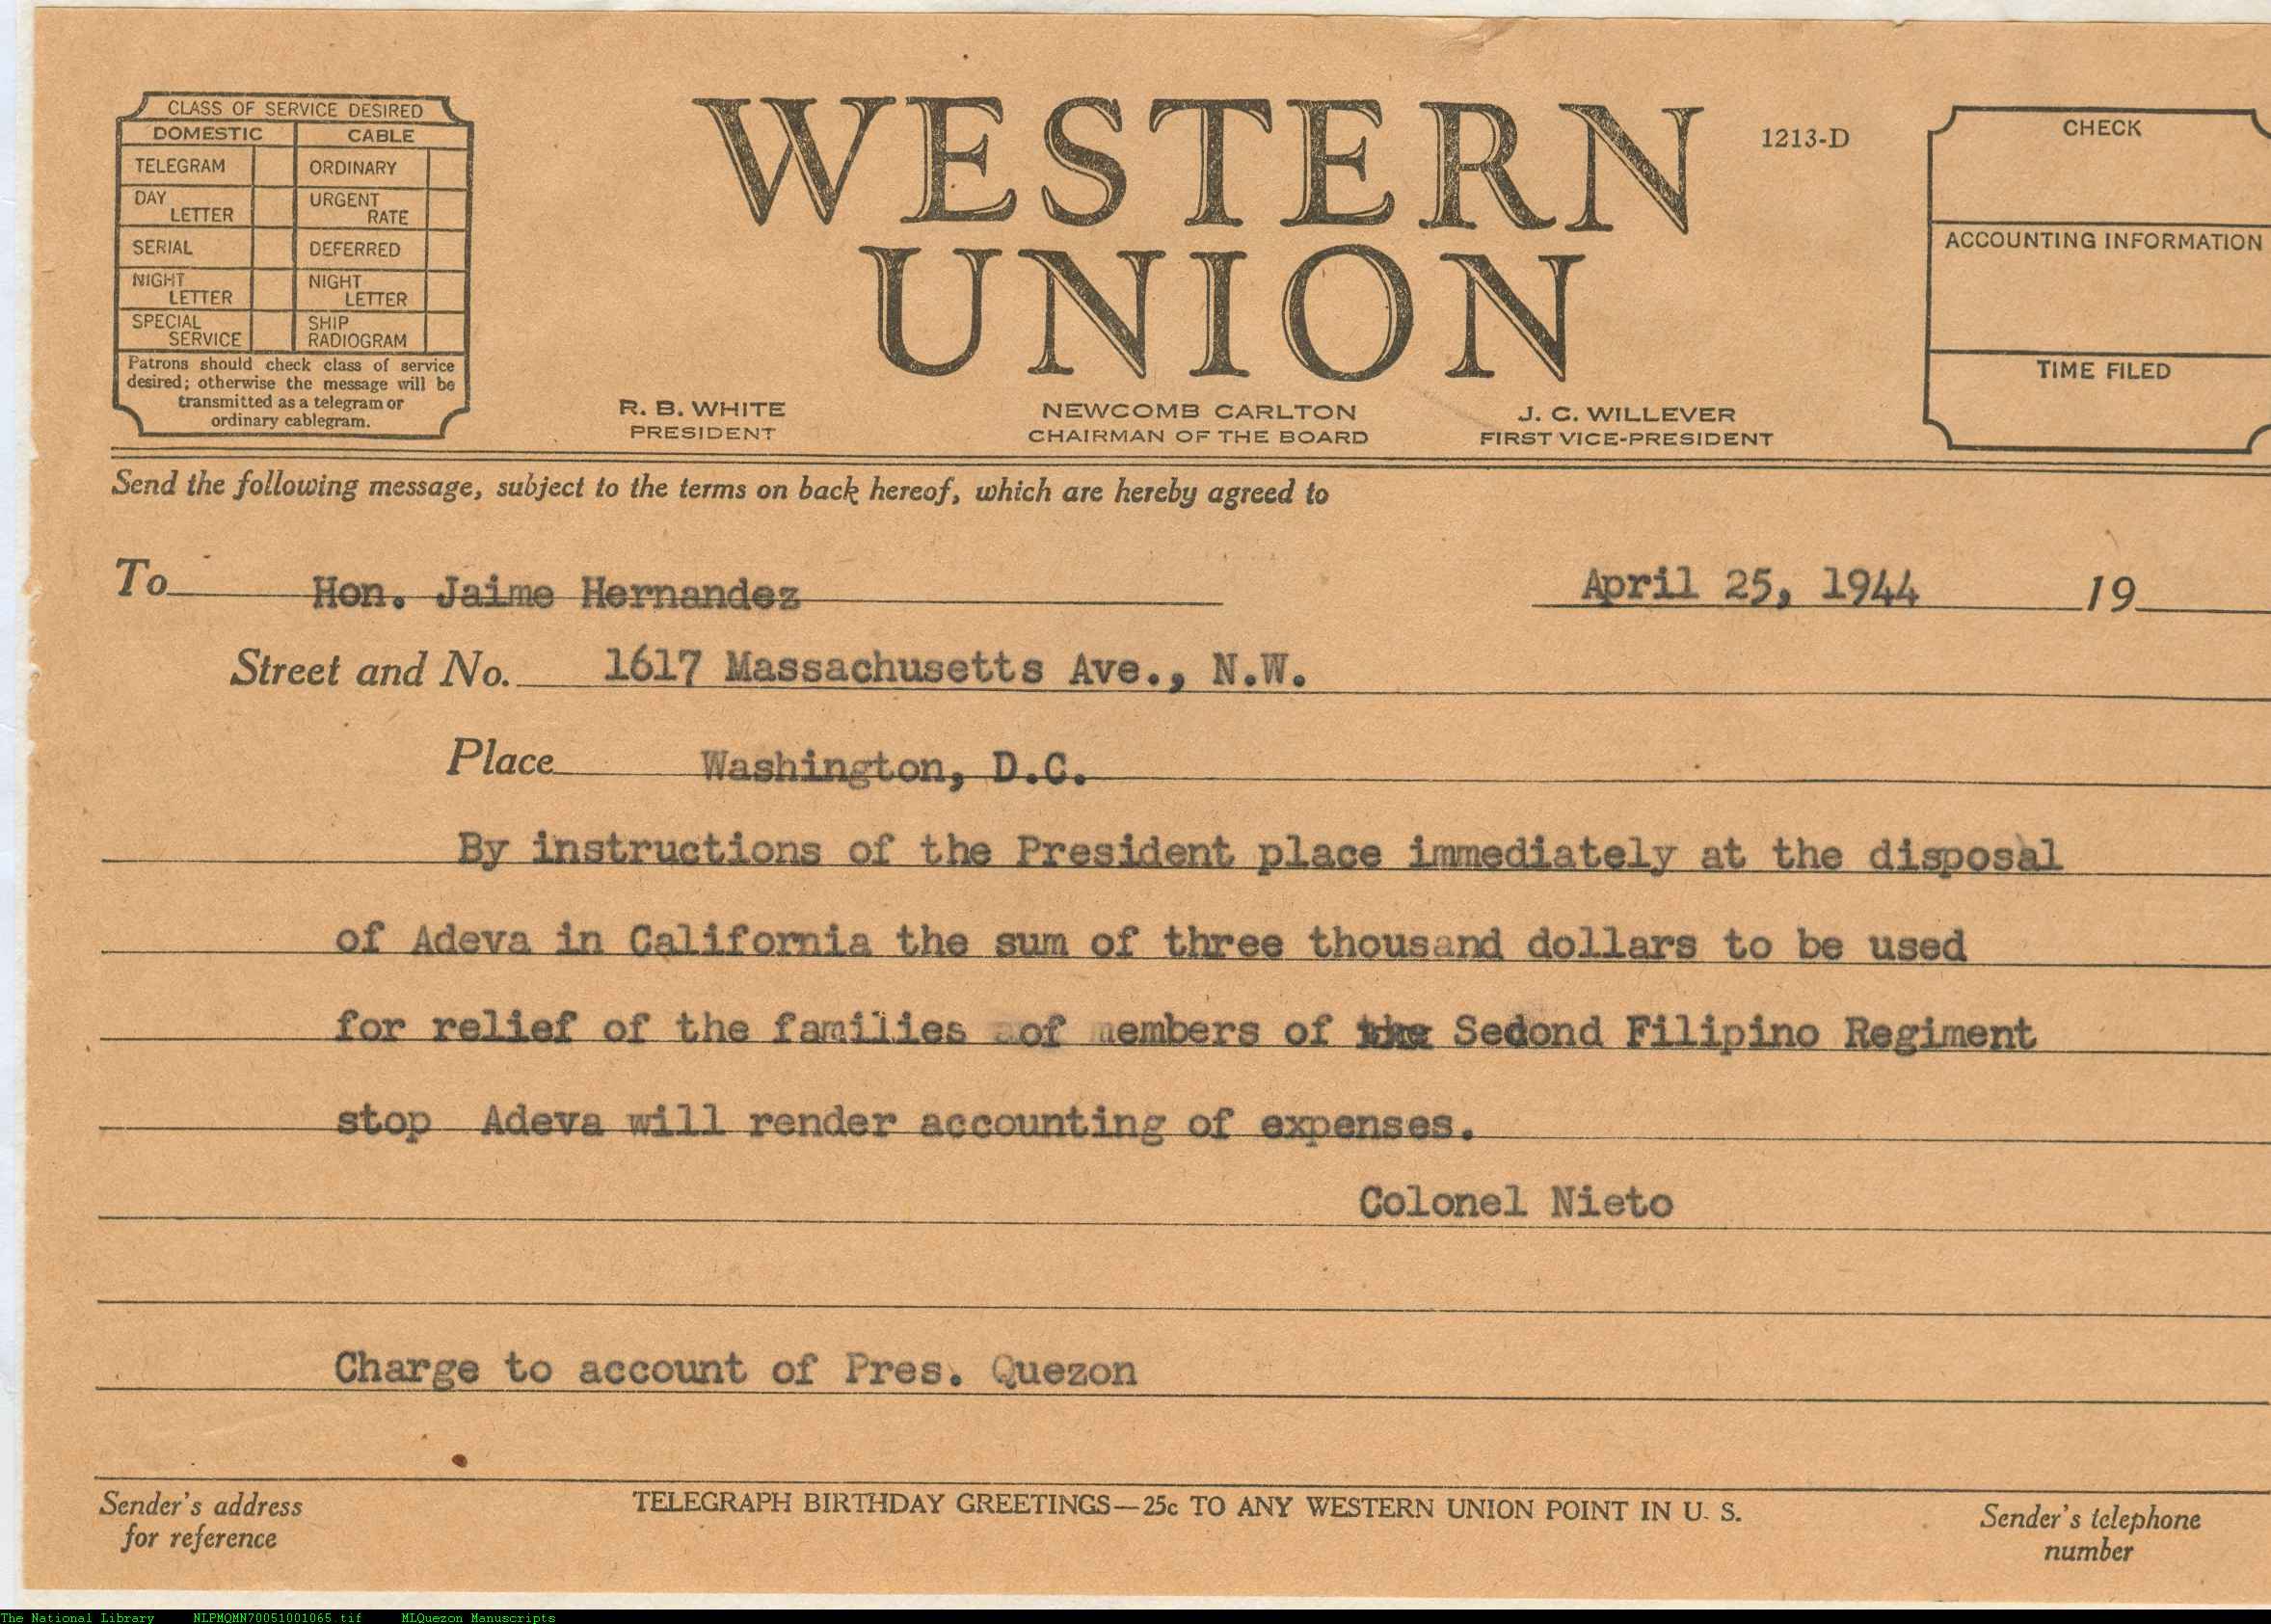 CLASS OF SERVICE DESIRED
DOMESTIC CABLE
TELEGRAM ORDINARY
DAY LETTER URGENT RATE
SERIAL DEFERRED
NIGHT LETTER NIGHT LETTER
SPECIAL SERVICE SHIP RADIOGRAM
Patrons should check class of service
desired; otherwise the message will be
transmitted as a telegram or
ordinary cablegram.
WESTERN
UNION
1213-D
R. B. WHITE
PRESIDENT
NEWCOMB CARLTON
CHAIRMAN OF THE BOARD
J. C. WILLEVER
FIRST VICE-PRESIDENT
CHECK
ACCOUNTING INFORMATION
TIME FILED
Send the following message, subject to the terms on back hereof, which are hereby agreed to
To Hon. Jaime Hernandez April 25, 1944 19
Street and No. 1617 Massachusetts Ave., N.W.
Place Washington, D.C.
By instructions of the President place immediately at the disposal
of Adeva in California the sum of three thousand dollars to be used
for relief of the families of members of the Sedond Filipino Regiment
stop Adeva will render accounting of expenses.
Colonel Nieto
Charge to account of Pres. Quezon
Sender's address
for reference
TELEGRAPH BIRTHDAY GREETINGS—25c TO ANY WESTERN UNION POINT IN U. S.
Sender's telephone
number
The National Library NLPMQMN70051001065.tif MLQuezon Manuscripts